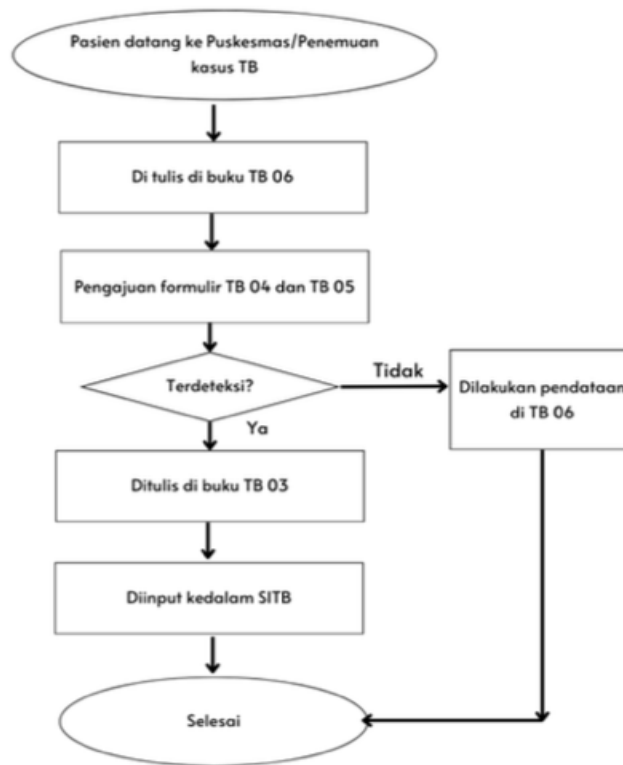 Pasien datang ke Puskesmas/Penemuan
kasus TB
Di tulis di buku TB 06
Pengajuan formulir TB 04 dan TB 05
Terdeteksi?
Tidak
Dilakukan pendataan
di TB 06
Ya
Ditulis di buku TB 03
Diinput kedalam SITB
Selesai